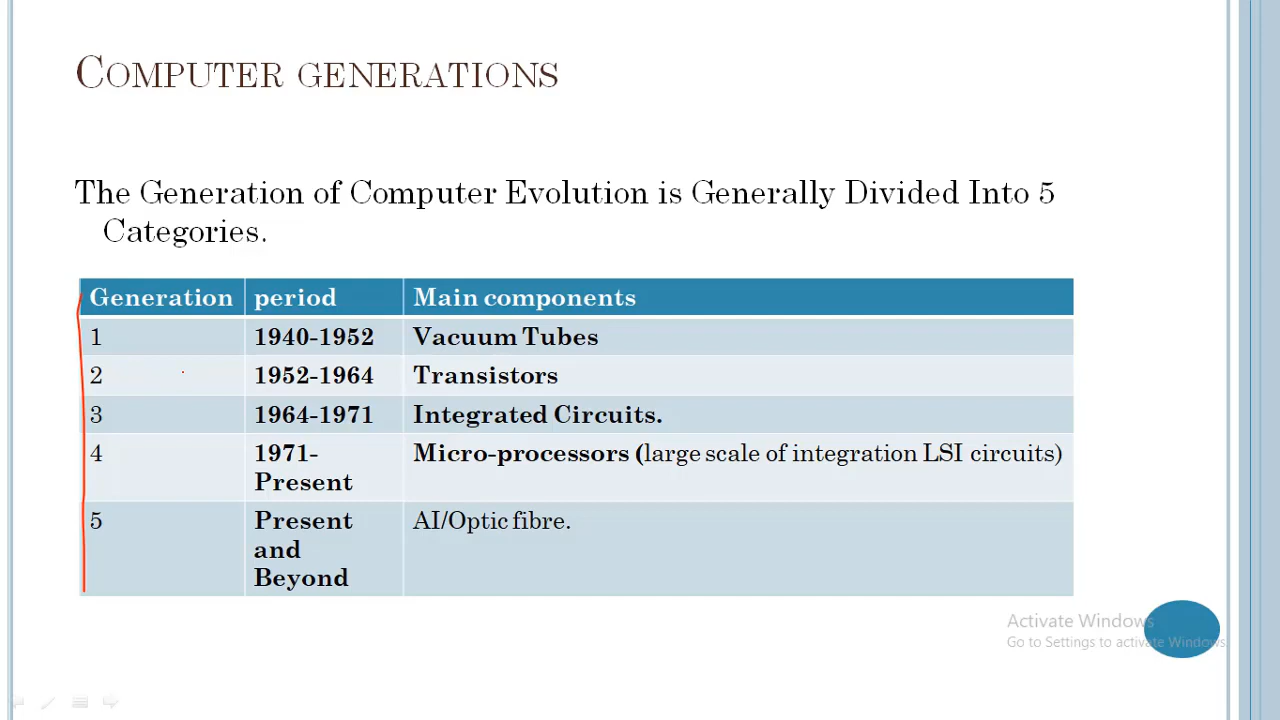 COMPUTER GENERATIONS
The Generation of Computer Evolution is Generally Divided Into 5
Categories.
Generation period Main components
1 1940-1952 Vacuum Tubes
2 1952-1964 Transistors
3 1964-1971 Integrated Circuits.
4 1971- Micro-processors (large scale of integration LSI circuits)
Present
5 Present AI/Optic fibre.
and
Beyond
Activate Windows
Go to Settings to activate Windows.